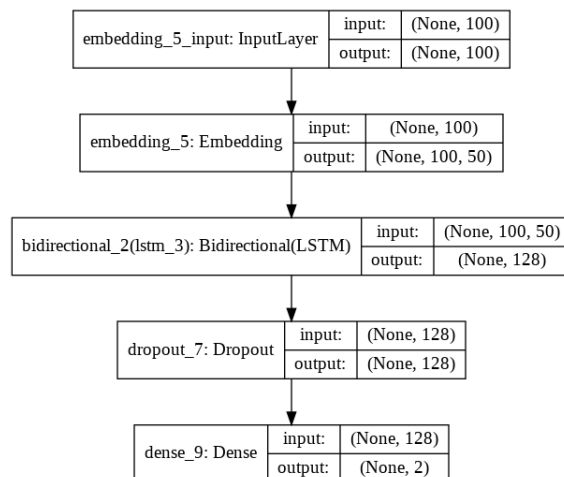 embedding_5_input: InputLayer
input: (None, 100)
output: (None, 100)
embedding_5: Embedding
input: (None, 100)
output: (None, 100, 50)
bidirectional_2(lstm_3): Bidirectional(LSTM)
input: (None, 100, 50)
output: (None, 128)
dropout_7: Dropout
input: (None, 128)
output: (None, 128)
dense_9: Dense
input: (None, 128)
output: (None, 2)